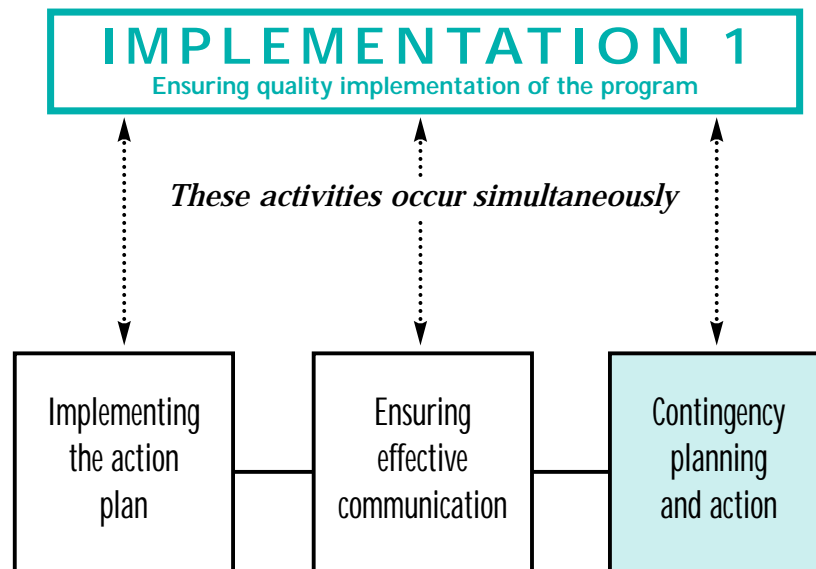 IMPLEMENTATION 1
Ensuring quality implementation of the program
These activities occur simultaneously
Implementing
the action
plan
Ensuring
effective
communication
Contingency
planning
and action